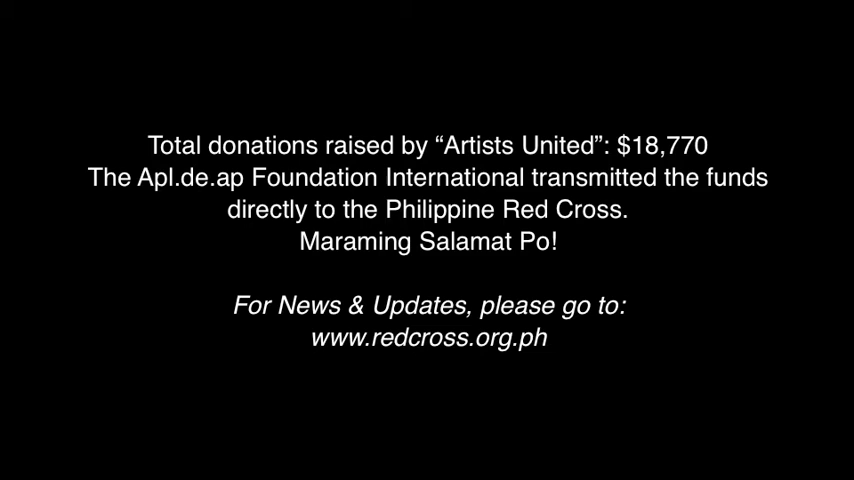 Total donations raised by “Artists United”: $18,770
The Apl.de.ap Foundation International transmitted the funds
directly to the Philippine Red Cross.
Maraming Salamat Po!
For News & Updates, please go to:
www.redcross.org.ph